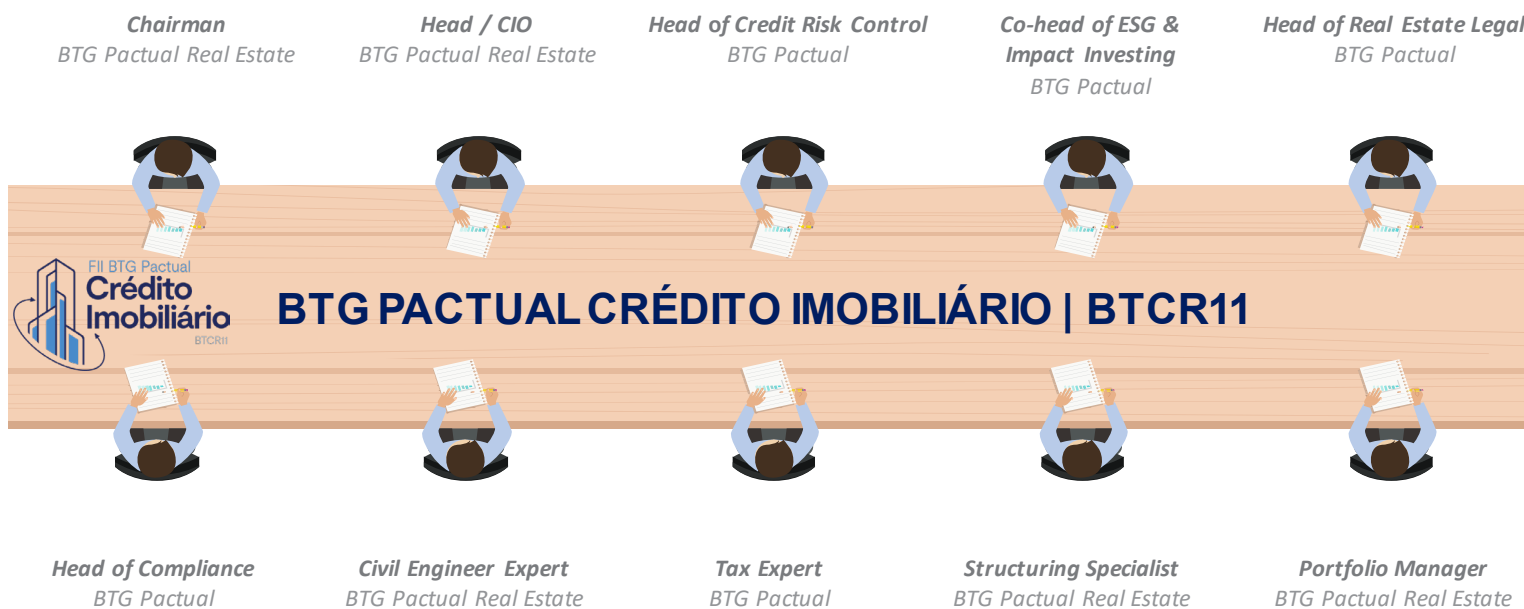 Chairman
BTG Pactual Real Estate
Head / CIO
BTG Pactual Real Estate
Head of Credit Risk Control
BTG Pactual
Co-head of ESG &
Impact Investing
BTG Pactual
Head of Real Estate Legal
BTG Pactual
FII BTG Pactual
Crédito
Imobiliário
BTCR11
BTG PACTUAL CRÉDITO IMOBILIÁRIO | BTCR11
Head of Compliance
BTG Pactual
Civil Engineer Expert
BTG Pactual Real Estate
Tax Expert
BTG Pactual
Structuring Specialist
BTG Pactual Real Estate
Portfolio Manager
BTG Pactual Real Estate